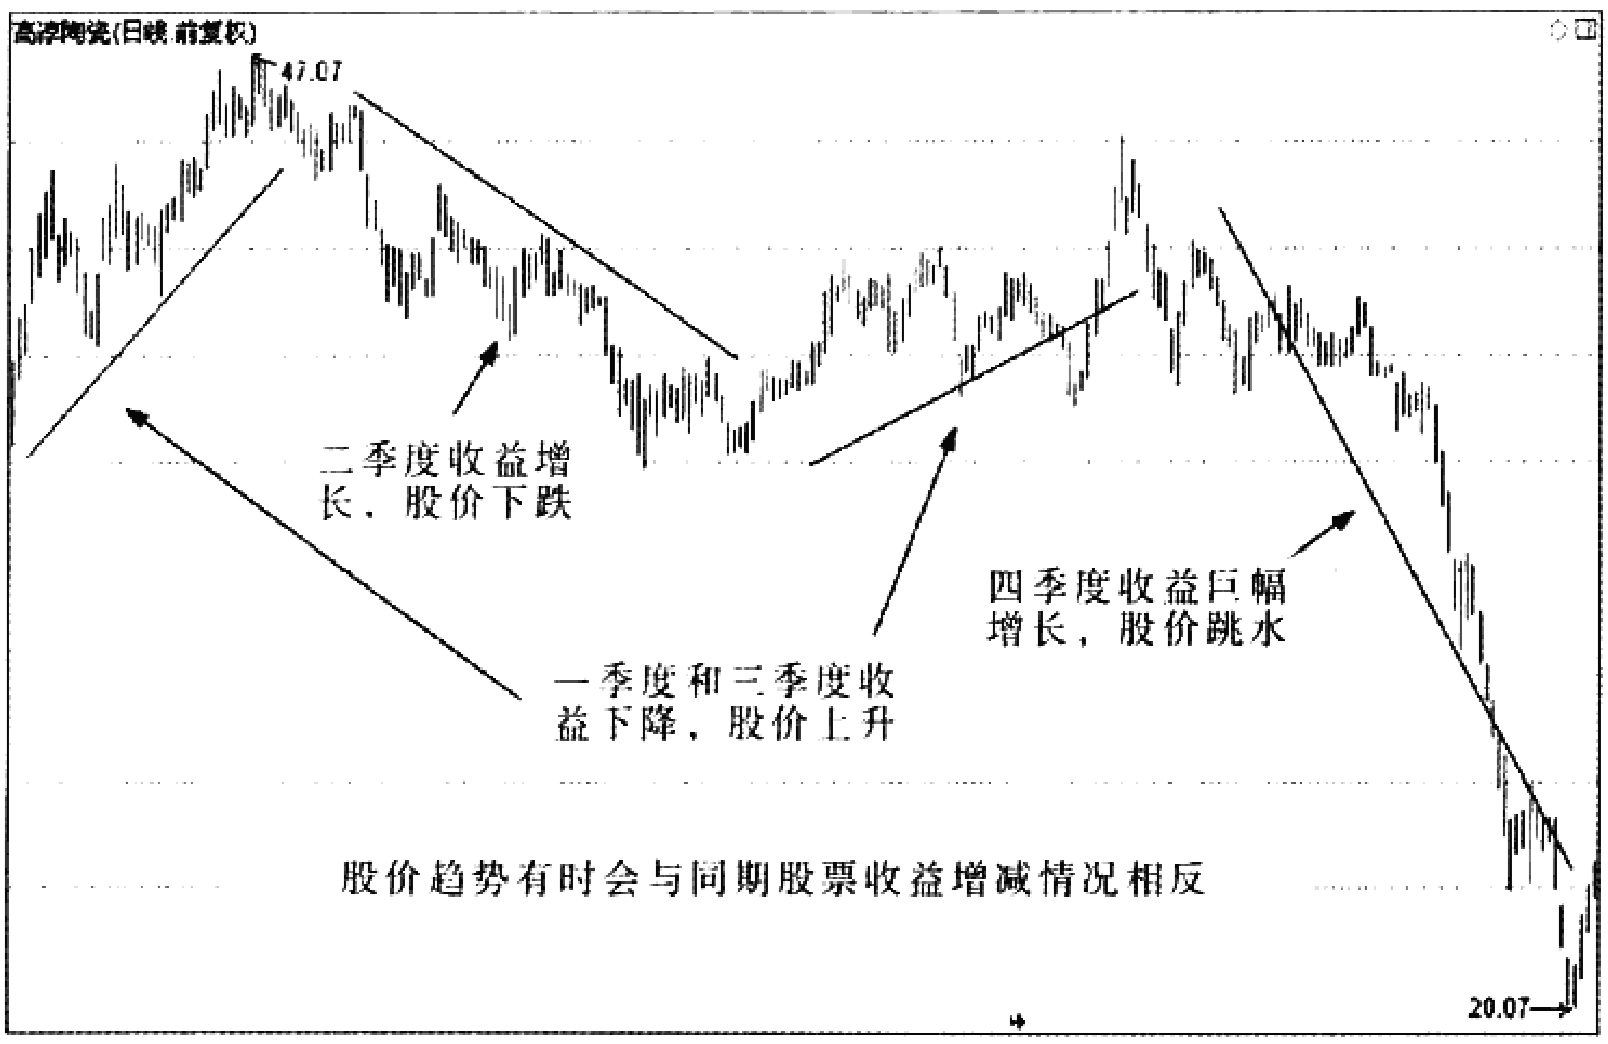 高淳陶瓷(日线.前复权)
47.07
二季度收益增
长，股价下跌
四季度收益巨幅
增长，股价跳水
一季度和三季度收
益下降，股价上升
股价趋势有时会与同期股票收益增减情况相反
20.07